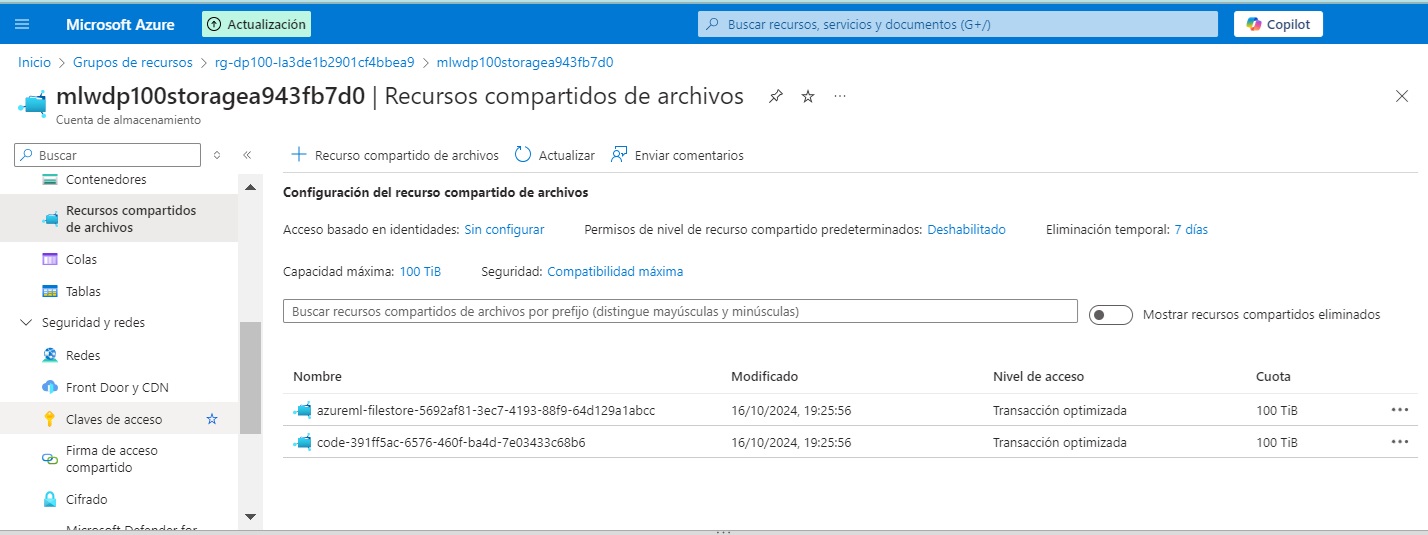 Microsoft Azure
Actualización
Buscar recursos, servicios y documentos (G+/)
Copilot
Inicio > Grupos de recursos > rg-dp100-la3de1b2901cf4bbea9 > mlwdp100storagea943fb7d0
mlwdp100storagea943fb7d0 | Recursos compartidos de archivos
Cuenta de almacenamiento
Buscar
Contenedores
Recursos compartidos
de archivos
Colas
Tablas
Seguridad y redes
Redes
Front Door y CDN
Claves de acceso
Firma de acceso
compartido
Cifrado
Microsoft Defender for
Recurso compartido de archivos Actualizar Enviar comentarios
Configuración del recurso compartido de archivos
Acceso basado en identidades: Sin configurar Permisos de nivel de recurso compartido predeterminados: Deshabilitado Eliminación temporal: 7 días
Capacidad máxima: 100 TiB Seguridad: Compatibilidad máxima
Buscar recursos compartidos de archivos por prefijo (distingue mayúsculas y minúsculas)
Mostrar recursos compartidos eliminados
Nombre Modificado Nivel de acceso Cuota
azureml-filestore-5692af81-3ec7-4193-88f9-64d129a1abcc 16/10/2024, 19:25:56 Transacción optimizada 100 TiB
code-391ff5ac-6576-460f-ba4d-7e03433c68b6 16/10/2024, 19:25:56 Transacción optimizada 100 TiB